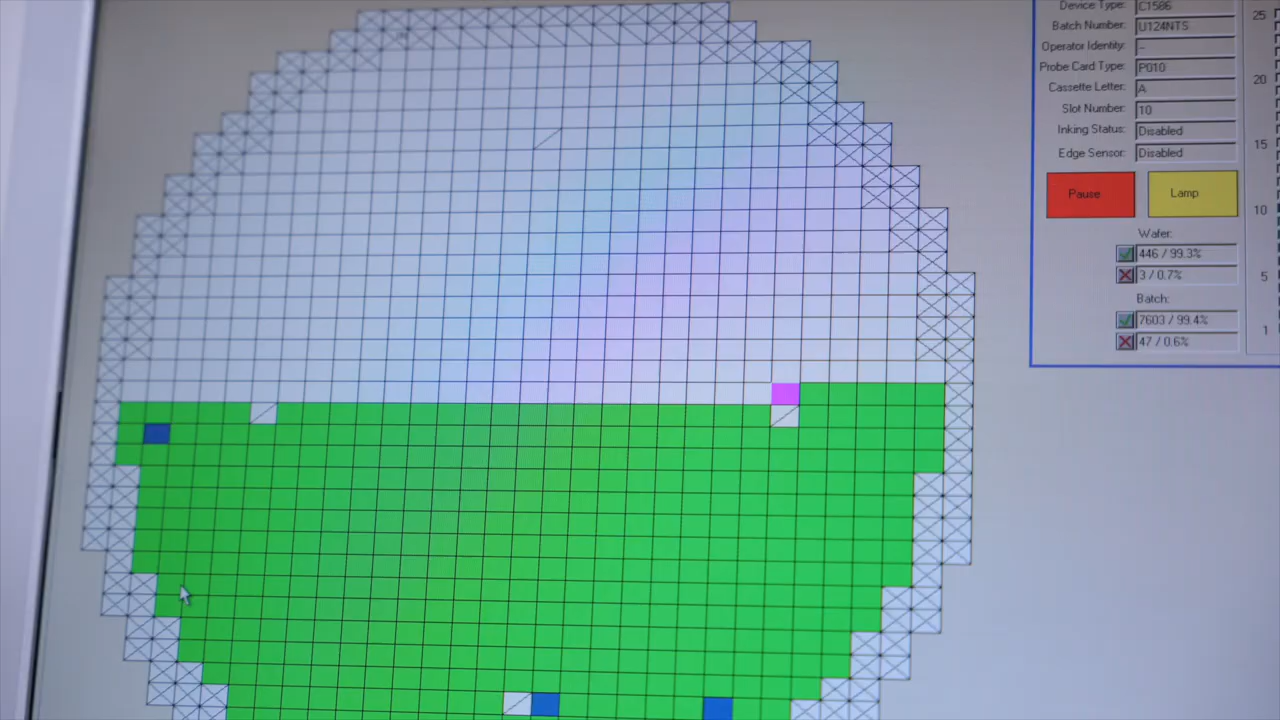 Device Type: C1586
Batch Number: U124NTS
Operator Identity: --
Probe Card Type: P010
Cassette Letter: A
Slot Number: 10
Inking Status: Disabled
Edge Sensor: Disabled
Pause Lamp
Wafer:
446 / 99.3%
3 / 0.7%
Batch:
7603 / 99.4%
47 / 0.6%
25
20
15
10
5
1